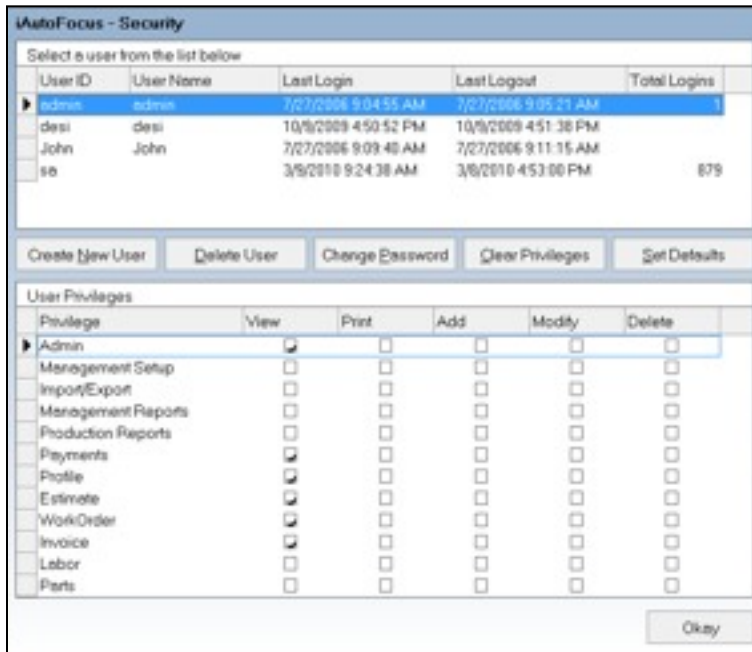 iAutoFocus - Security
Select a user from the list below
User ID User Name Last Login Last Logout Total Logins
admin admin 7/27/2006 9:04:55 AM 7/27/2006 9:05:21 AM 1
desi desi 10/9/2009 4:50:52 PM 10/9/2009 4:51:38 PM
John John 7/27/2006 9:09:40 AM 7/27/2006 9:11:15 AM
sa 3/9/2010 9:24:38 AM 3/8/2010 4:53:00 PM 879
Create New User Delete User Change Password Clear Privileges Set Defaults
User Privileges
Privilege View Print Add Modify Delete
Admin
Management Setup
Import/Export
Management Reports
Production Reports
Payments
Profile
Estimate
WorkOrder
Invoice
Labor
Parts
Okay